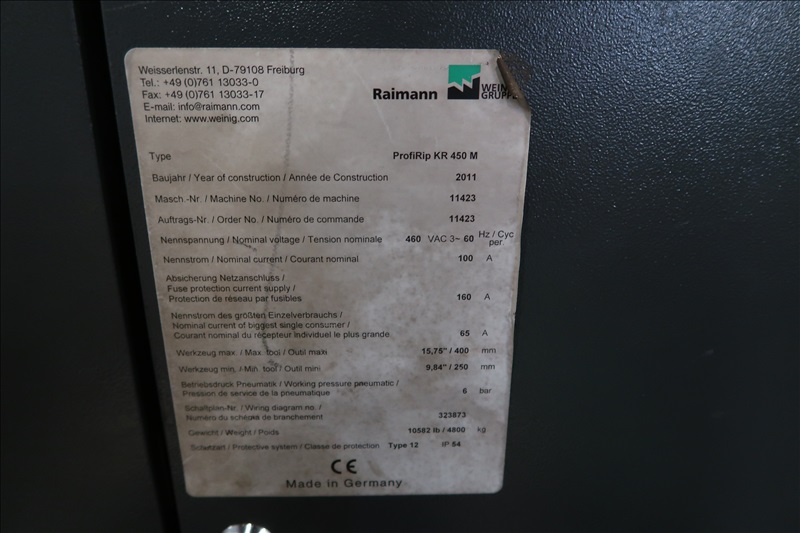 Weisserlenstr. 11, D-79108 Freiburg
Tel.: +49 (0)761 13033-0
Fax: +49 (0)761 13033-17
E-mail: info@raimann.com
Internet: www.weinig.com
Raimann
WEIN
GRUPPE
Type ProfiRip KR 450 M
Baujahr / Year of construction / Année de Construction 2011
Masch.-Nr. / Machine No. / Numéro de machine 11423
Auftrags-Nr. / Order No. / Numéro de commande 11423
Nennspannung / Nominal voltage / Tension nominale 460 VAC 3~ 60 Hz / Cyc per.
Nennstrom / Nominal current / Courant nominal 100 A
Absicherung Netzanschluss /
Fuse protection current supply /
Protection de réseau par fusibles 160 A
Nennstrom des größten Einzelverbrauchs /
Nominal current of biggest single consumer /
Courant nominal du récepteur individuel le plus grande 65 A
Werkzeug max. / Max. tool / Outil maxi 15,75" / 400 mm
Werkzeug min. / Min. tool / Outil mini 9,84" / 250 mm
Betriebsdruck Pneumatik / Working pressure pneumatic /
Pression de service de la pneumatique 6 bar
Schaltplan-Nr. / Wiring diagram no. /
Numéro du schéma de branchement 323873
Gewicht / Weight / Poids 10582 lb / 4800 kg
Schutzart / Protective system / Classe de protection Type 12 IP 54
CE
Made in Germany